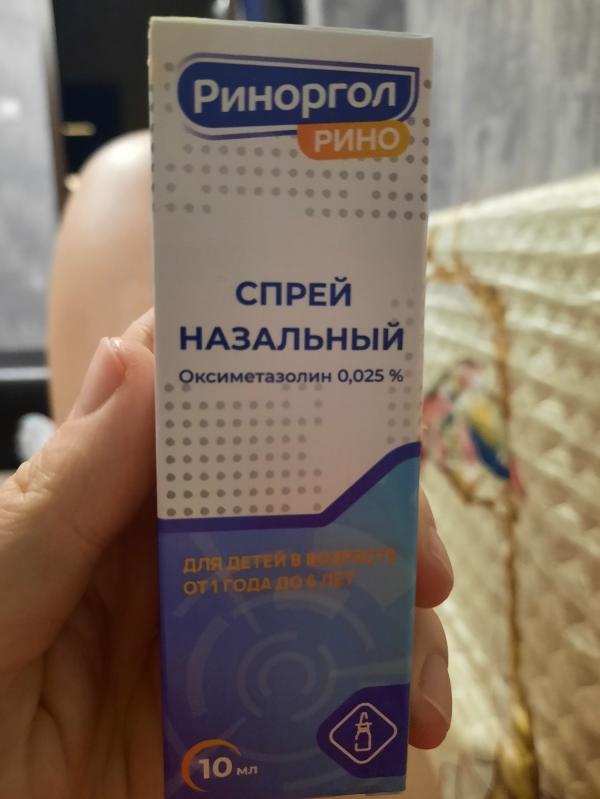 Риноргол
РИНО
СПРЕЙ
НАЗАЛЬНЫЙ
Оксиметазолин 0,025 %
ДЛЯ ДЕТЕЙ В ВОЗРАСТЕ
ОТ 1 ГОДА ДО 6 ЛЕТ
10 мл